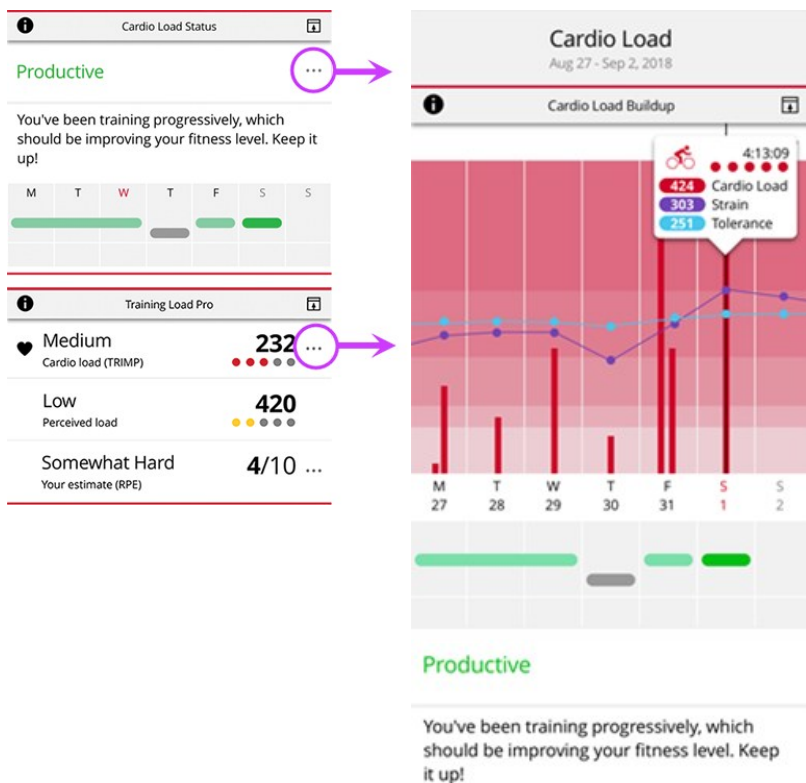 Cardio Load Status
Productive
You've been training progressively, which
should be improving your fitness level. Keep it
up!
M T W T F S S
Training Load Pro
Medium 232
Cardio load (TRIMP)
Low 420
Perceived load
Somewhat Hard 4/10
Your estimate (RPE)
Cardio Load
Aug 27 - Sep 2, 2018
Cardio Load Buildup
4:13:09
424 Cardio Load
303 Strain
251 Tolerance
M T W T F S S
27 28 29 30 31 1 2
Productive
You've been training progressively, which
should be improving your fitness level. Keep
it up!